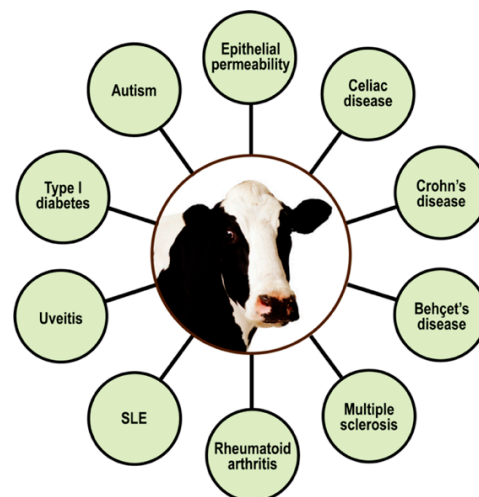 Epithelial
permeability
Celiac
disease
Crohn's
disease
Behçet's
disease
Multiple
sclerosis
Rheumatoid
arthritis
SLE
Uveitis
Type I
diabetes
Autism